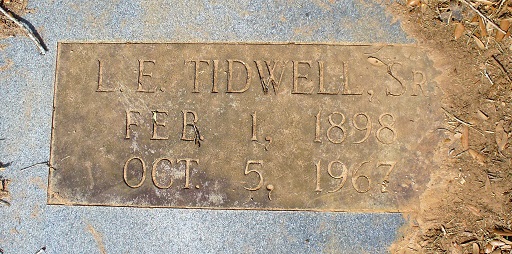 L. E. TIDWELL, SR
FEB 1, 1898
OCT. 5, 1967